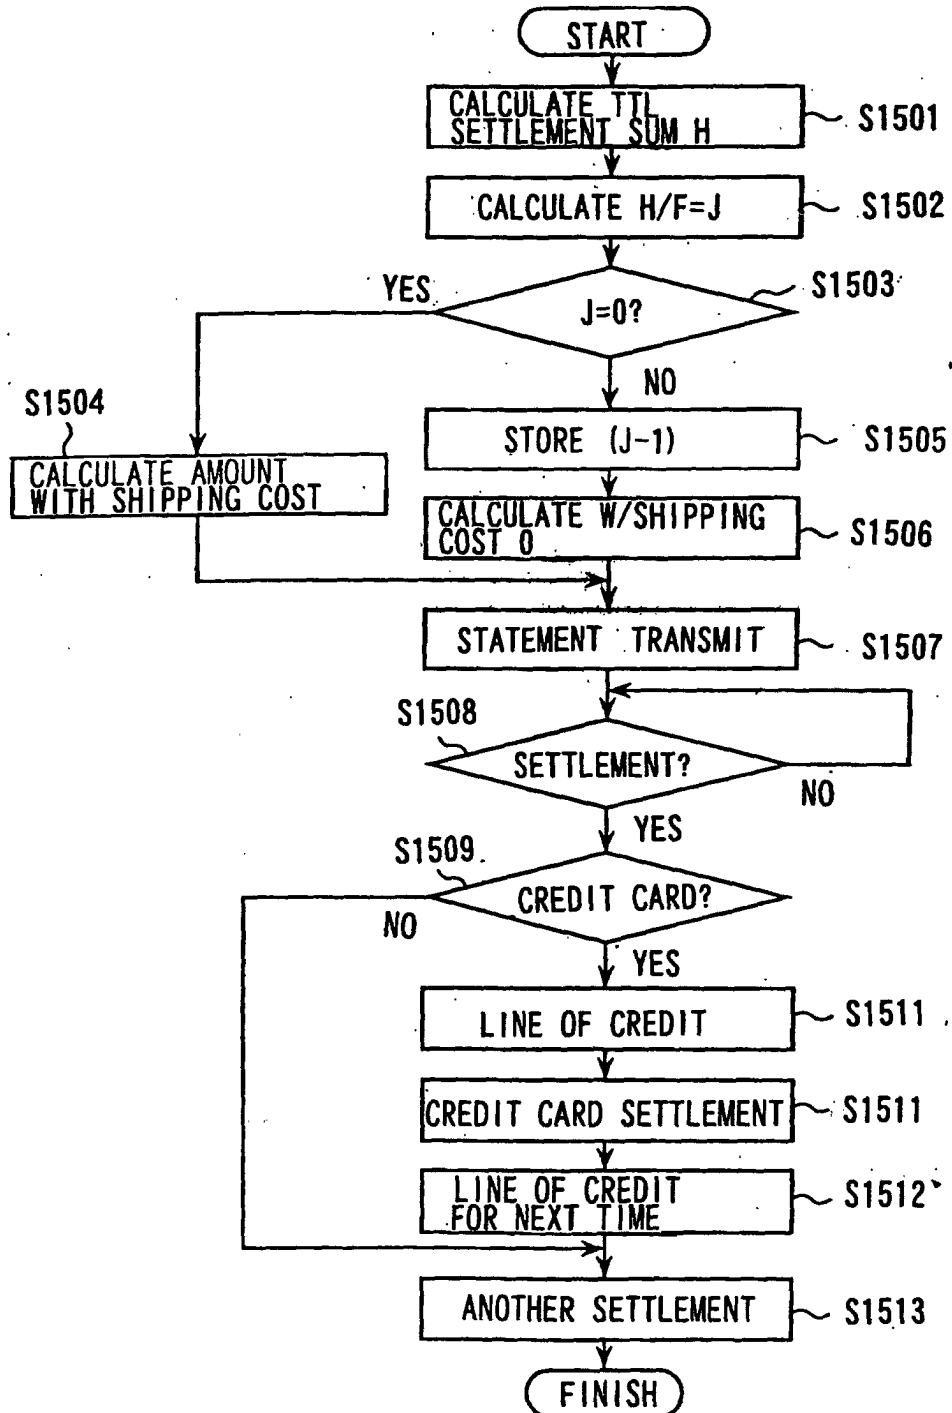 START
CALCULATE TTL
SETTLEMENT SUM H
S1501
CALCULATE H/F=J
S1502
YES
J=0?
S1503
NO
S1504
CALCULATE AMOUNT
WITH SHIPPING COST
STORE (J-1)
S1505
CALCULATE W/SHIPPING
COST 0
S1506
STATEMENT TRANSMIT
S1507
S1508
SETTLEMENT?
NO
YES
S1509
CREDIT CARD?
NO
YES
LINE OF CREDIT
S1511
CREDIT CARD SETTLEMENT
S1511
LINE OF CREDIT
FOR NEXT TIME
S1512
ANOTHER SETTLEMENT
S1513
FINISH